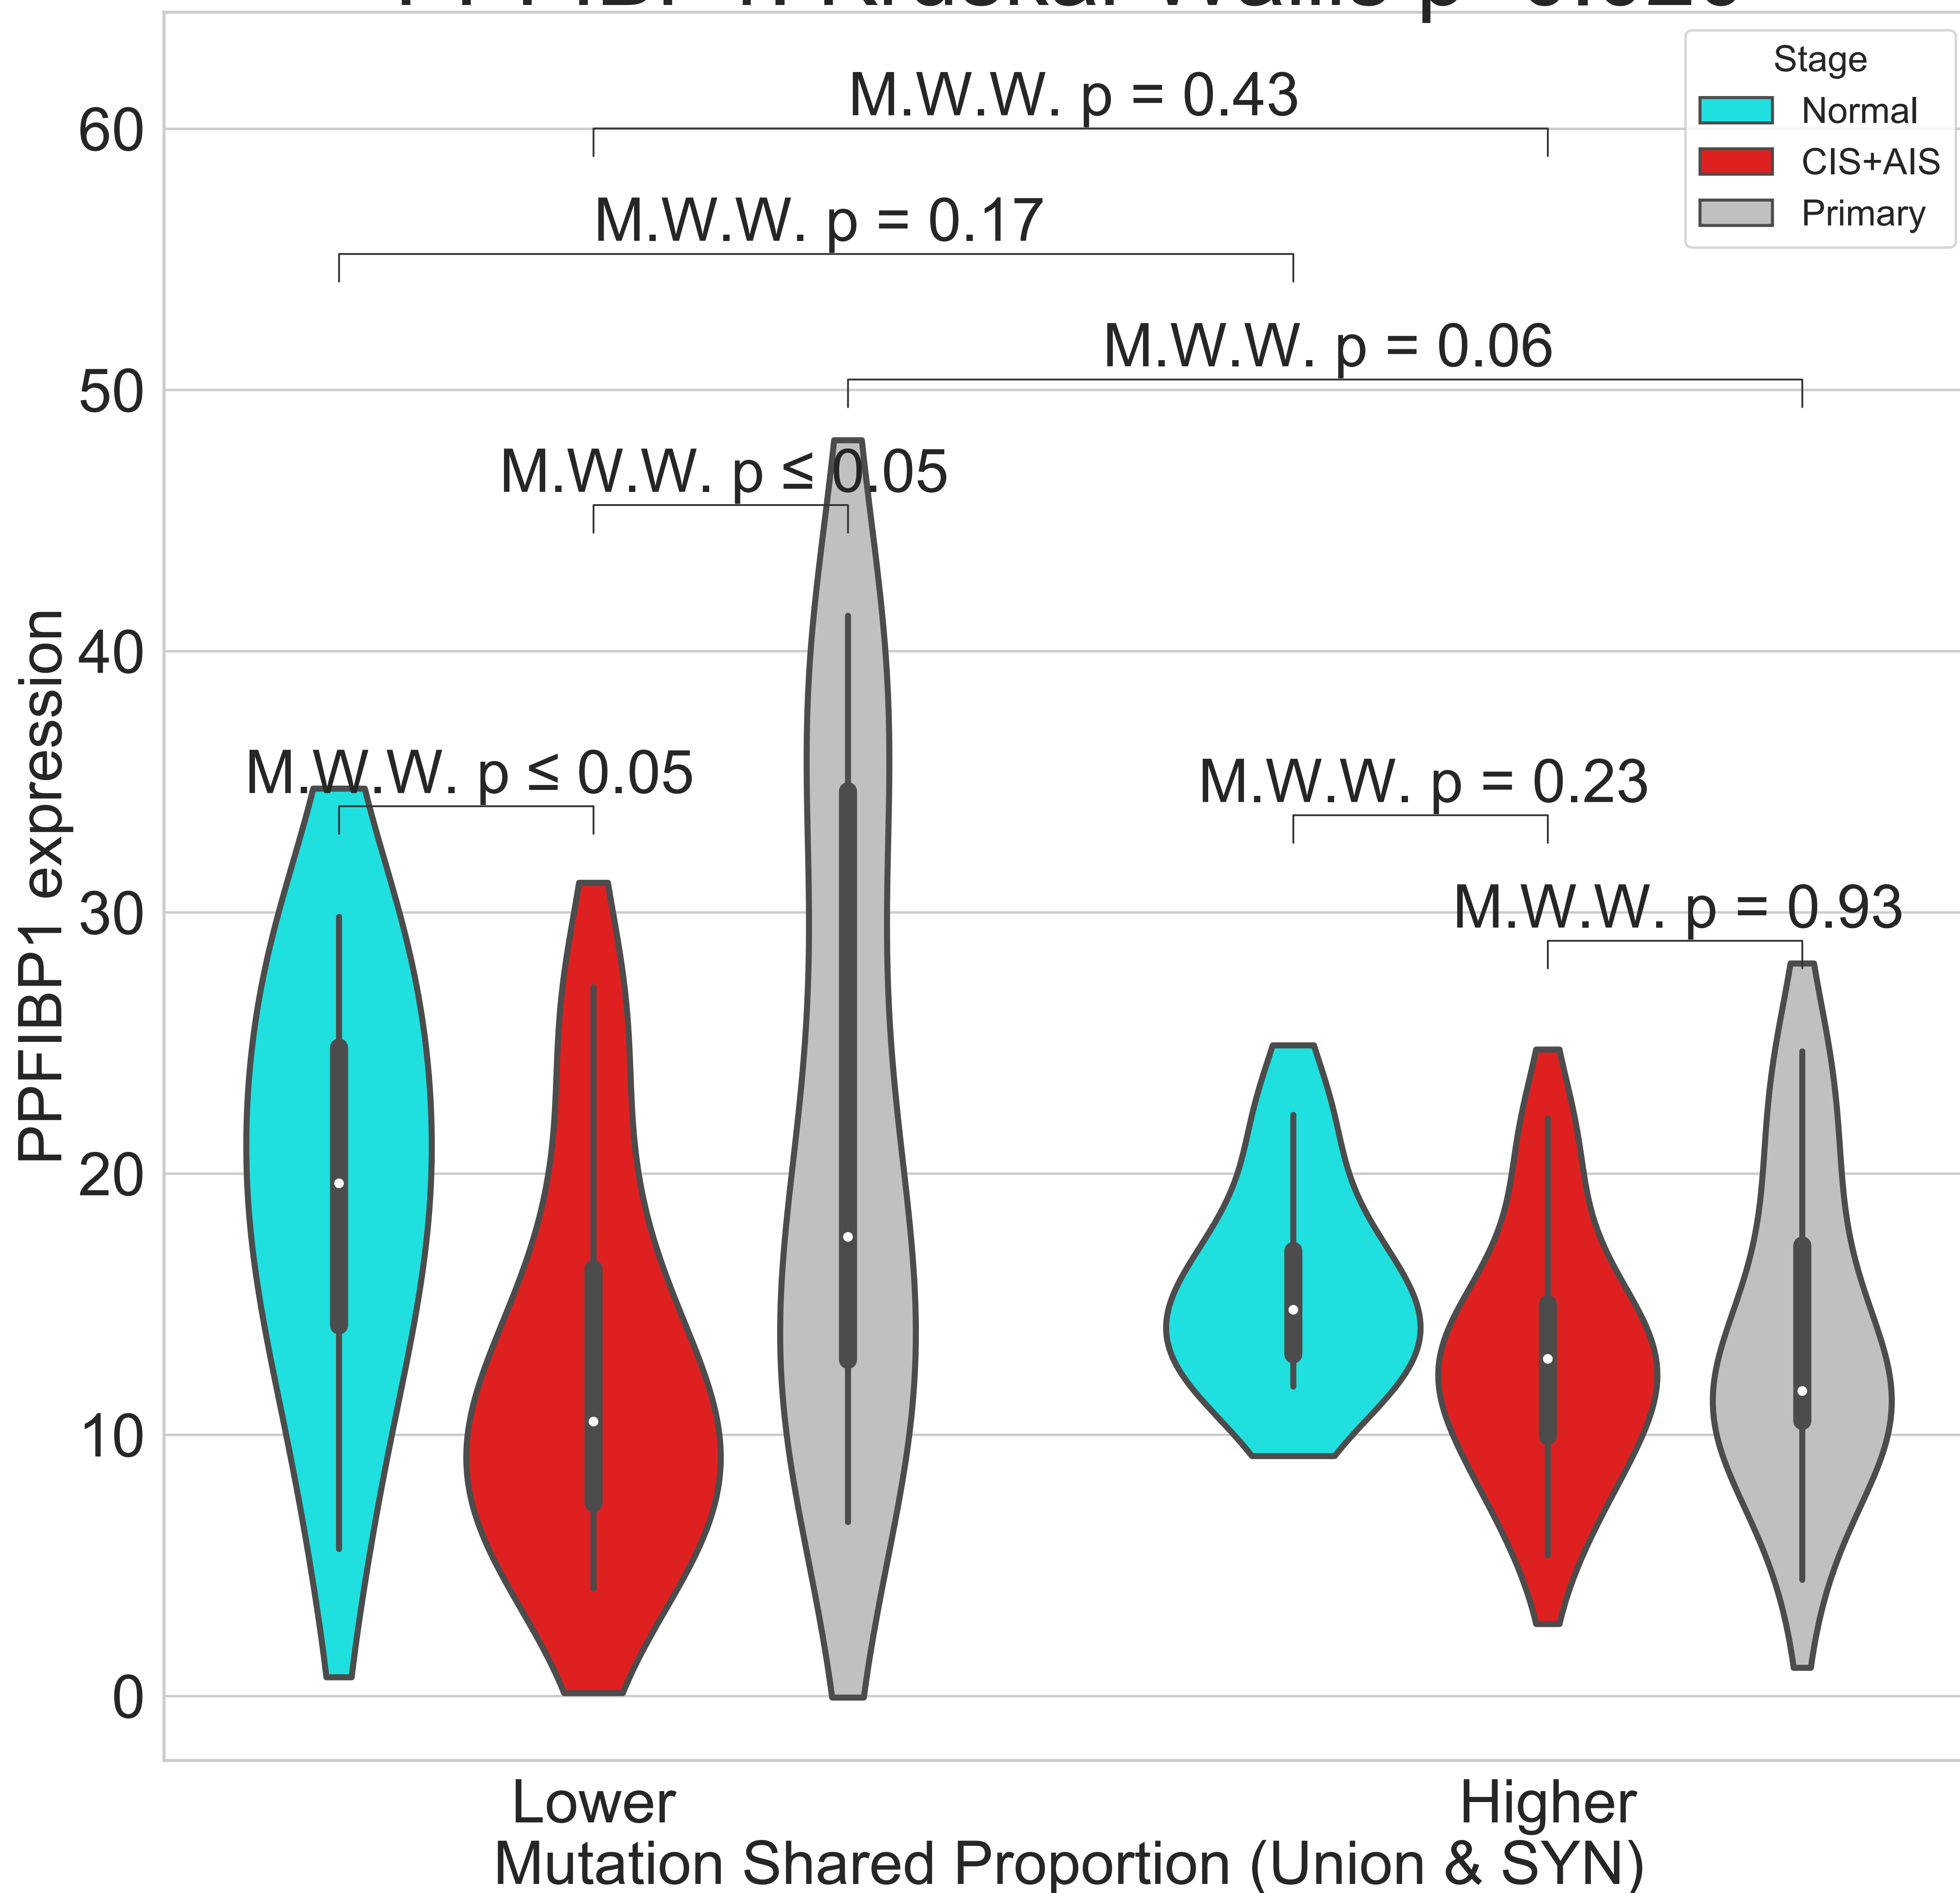 Stage
Normal
CIS+AIS
Primary
M.W.W. p = 0.43
M.W.W. p = 0.17
M.W.W. p = 0.06
M.W.W. p ≤ 0.05
M.W.W. p ≤ 0.05
M.W.W. p = 0.23
M.W.W. p = 0.93
60
50
40
30
20
10
0
PPFIBP1 expression
Lower
Higher
Mutation Shared Proportion (Union & SYN)